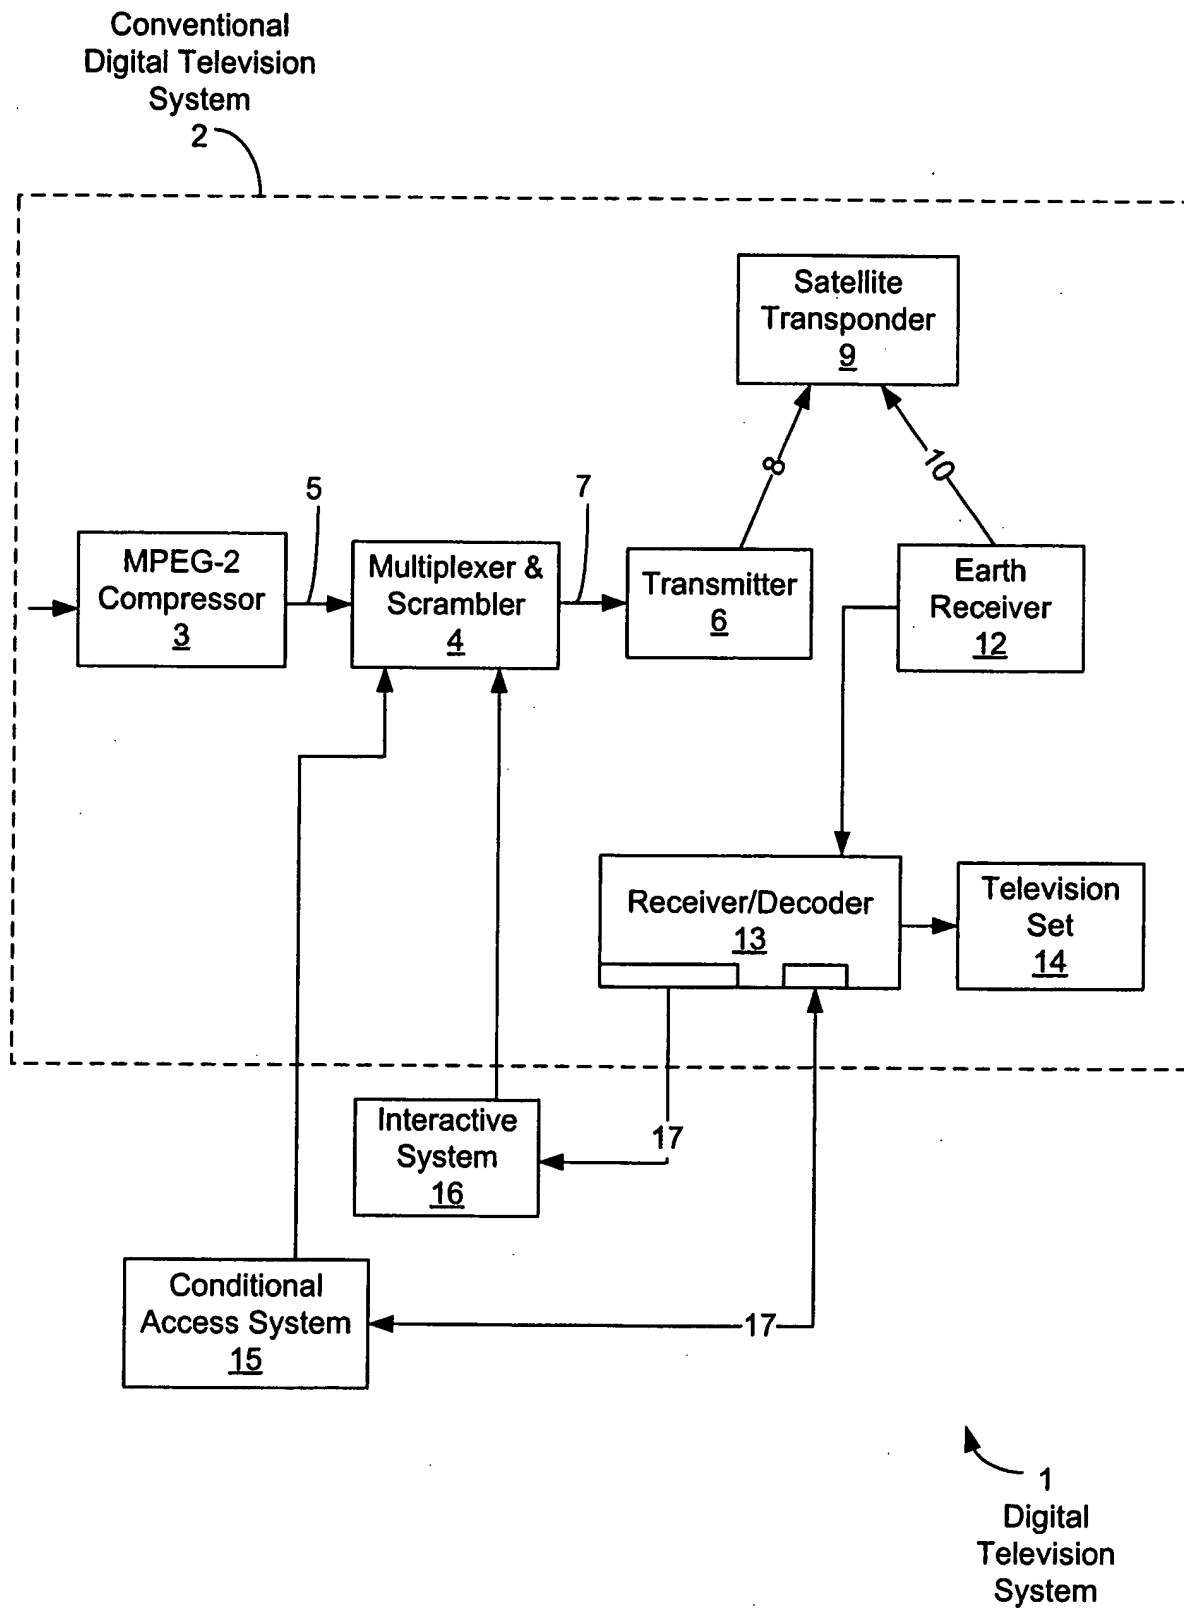 Conventional
Digital Television
System
2
Satellite
Transponder
9
8
10
5
7
MPEG-2
Compressor
3
Multiplexer &
Scrambler
4
Transmitter
6
Earth
Receiver
12
Receiver/Decoder
13
Television
Set
14
Interactive
System
16
17
Conditional
Access System
15
17
1
Digital
Television
System